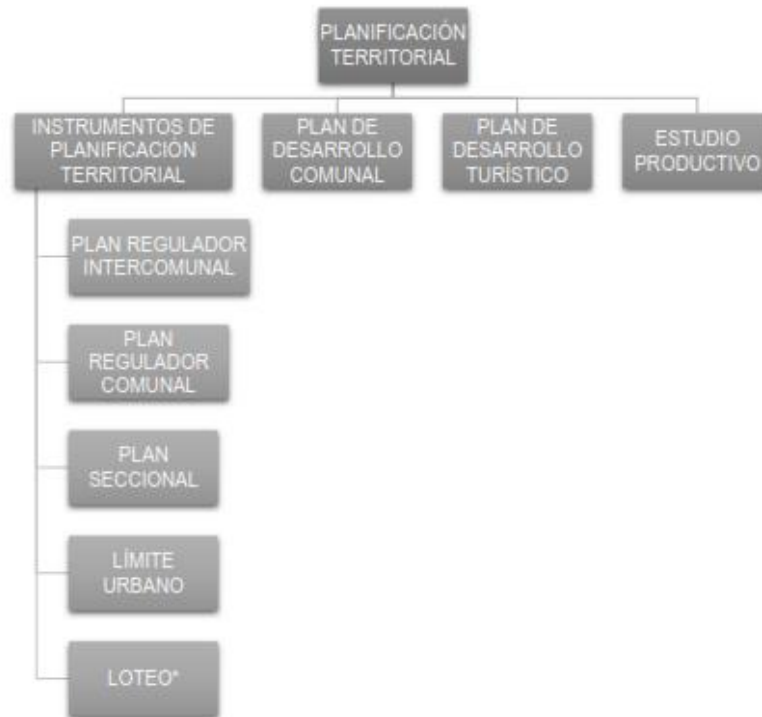 PLANIFICACIÓN
TERRITORIAL
INSTRUMENTOS DE
PLANIFICACIÓN
TERRITORIAL
PLAN DE
DESARROLLO
COMUNAL
PLAN DE
DESARROLLO
TURÍSTICO
ESTUDIO
PRODUCTIVO
PLAN REGULADOR
INTERCOMUNAL
PLAN
REGULADOR
COMUNAL
PLAN
SECCIONAL
LÍMITE
URBANO
LOTEO*